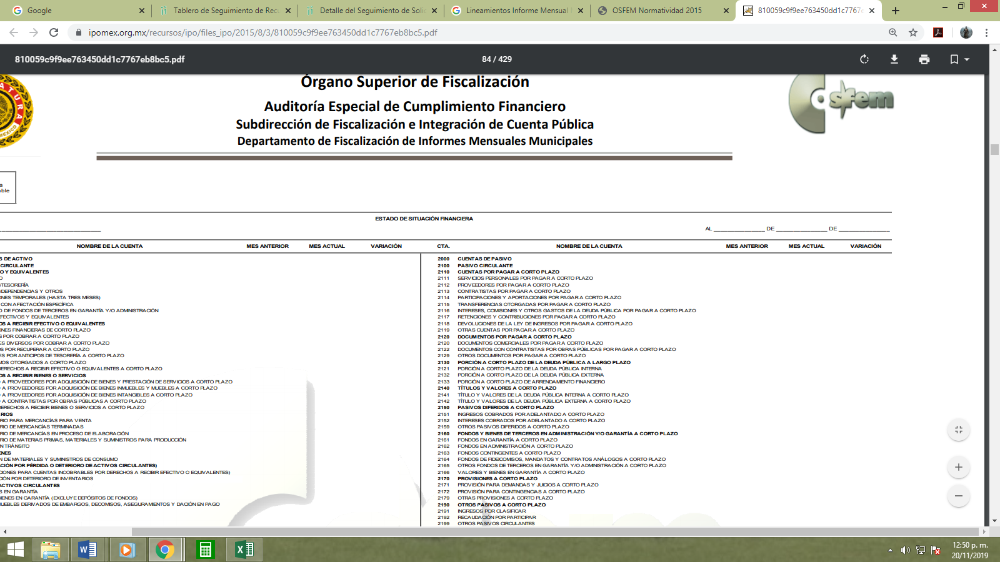 Google
Tablero de Seguimiento de Recu
Detalle del Seguimiento de Solic
Lineamientos Informe Mensual
OSFEM Normatividad 2015
810059c9f9ee763450dd1c7767e
ipomex.org.mx/recursos/ipo/files_ipo/2015/8/3/810059c9f9ee763450dd1c7767eb8bc5.pdf
810059c9f9ee763450dd1c7767eb8bc5.pdf
84 / 429
Órgano Superior de Fiscalización
Auditoría Especial de Cumplimiento Financiero
Subdirección de Fiscalización e Integración de Cuenta Pública
Departamento de Fiscalización de Informes Mensuales Municipales
osfem
ATURA
MEXICO
a
ble
ESTADO DE SITUACIÓN FINANCIERA
AL ________________ DE ________________ DE ________________
NOMBRE DE LA CUENTA MES ANTERIOR MES ACTUAL VARIACIÓN CTA. NOMBRE DE LA CUENTA MES ANTERIOR MES ACTUAL VARIACIÓN
S DE ACTIVO
CIRCULANTE
O Y EQUIVALENTES
O
/TESORERÍA
/DEPENDENCIAS Y OTROS
ONES TEMPORALES (HASTA TRES MESES)
CON AFECTACIÓN ESPECÍFICA
O DE FONDOS DE TERCEROS EN GARANTÍA Y/O ADMINISTRACIÓN
EFECTIVOS Y EQUIVALENTES
OS A RECIBIR EFECTIVO O EQUIVALENTES
ONES FINANCIERAS DE CORTO PLAZO
S POR COBRAR A CORTO PLAZO
ES DIVERSOS POR COBRAR A CORTO PLAZO
OS POR RECUPERAR A CORTO PLAZO
ES POR ANTICIPOS DE TESORERÍA A CORTO PLAZO
MOS OTORGADOS A CORTO PLAZO
DERECHOS A RECIBIR EFECTIVO O EQUIVALENTES A CORTO PLAZO
OS A RECIBIR BIENES O SERVICIOS
O A PROVEEDORES POR ADQUISICIÓN DE BIENES Y PRESTACIÓN DE SERVICIOS A CORTO PLAZO
O A PROVEEDORES POR ADQUISICIÓN DE BIENES INMUEBLES Y MUEBLES A CORTO PLAZO
O A PROVEEDORES POR ADQUISICIÓN DE BIENES INTANGIBLES A CORTO PLAZO
O A CONTRATISTAS POR OBRAS PÚBLICAS A CORTO PLAZO
DERECHOS A RECIBIR BIENES O SERVICIOS A CORTO PLAZO
RIOS
RIO PARA MERCANCÍAS PARA VENTA
RIO DE MERCANCÍAS TERMINADAS
RIO DE MERCANCÍAS EN PROCESO DE ELABORACIÓN
RIO DE MATERIAS PRIMAS, MATERIALES Y SUMINISTROS PARA PRODUCCIÓN
N TRÁNSITO
ENES
N DE MATERIALES Y SUMINISTROS DE CONSUMO
ACIÓN POR PÉRDIDA O DETERIORO DE ACTIVOS CIRCULANTES)
CIONES PARA CUENTAS INCOBRABLES POR DERECHOS A RECIBIR EFECTIVO O EQUIVALENTES)
CIÓN POR DETERIORO DE INVENTARIOS
ACTIVOS CIRCULANTES
S EN GARANTÍA
BIENES EN GARANTÍA (EXCLUYE DEPÓSITOS DE FONDOS)
MUEBLES DERIVADOS DE EMBARGOS, DECOMISOS, ASEGURAMIENTOS Y DACIÓN EN PAGO
2000 CUENTAS DE PASIVO
2100 PASIVO CIRCULANTE
2110 CUENTAS POR PAGAR A CORTO PLAZO
2111 SERVICIOS PERSONALES POR PAGAR A CORTO PLAZO
2112 PROVEEDORES POR PAGAR A CORTO PLAZO
2113 CONTRATISTAS POR PAGAR A CORTO PLAZO
2114 PARTICIPACIONES Y APORTACIONES POR PAGAR A CORTO PLAZO
2115 TRANSFERENCIAS OTORGADAS POR PAGAR A CORTO PLAZO
2116 INTERESES, COMISIONES Y OTROS GASTOS DE LA DEUDA PÚBLICA POR PAGAR A CORTO PLAZO
2117 RETENCIONES Y CONTRIBUCIONES POR PAGAR A CORTO PLAZO
2118 DEVOLUCIONES DE LA LEY DE INGRESOS POR PAGAR A CORTO PLAZO
2119 OTRAS CUENTAS POR PAGAR A CORTO PLAZO
2120 DOCUMENTOS POR PAGAR A CORTO PLAZO
2120 DOCUMENTOS COMERCIALES POR PAGAR A CORTO PLAZO
2122 DOCUMENTOS CON CONTRATISTAS POR OBRAS PÚBLICAS POR PAGAR A CORTO PLAZO
2129 OTROS DOCUMENTOS POR PAGAR A CORTO PLAZO
2130 PORCIÓN A CORTO PLAZO DE LA DEUDA PÚBLICA A LARGO PLAZO
2121 PORCIÓN A CORTO PLAZO DE LA DEUDA PÚBLICA INTERNA
2132 PORCIÓN A CORTO PLAZO DE LA DEUDA PÚBLICA EXTERNA
2133 PORCIÓN A CORTO PLAZO DE ARRENDAMIENTO FINANCIERO
2140 TÍTULOS Y VALORES A CORTO PLAZO
2141 TÍTULO Y VALORES DE LA DEUDA PÚBLICA INTERNA A CORTO PLAZO
2142 TÍTULO Y VALORES DE LA DEUDA PÚBLICA EXTERNA A CORTO PLAZO
2150 PASIVOS DIFERIDOS A CORTO PLAZO
2151 INGRESOS COBRADOS POR ADELANTADO A CORTO PLAZO
2152 INTERESES COBRADOS POR ADELANTADO A CORTO PLAZO
2159 OTROS PASIVOS DIFERIDOS A CORTO PLAZO
2160 FONDOS Y BIENES DE TERCEROS EN ADMINISTRACIÓN Y/O GARANTÍA A CORTO PLAZO
2161 FONDOS EN GARANTÍA A CORTO PLAZO
2162 FONDOS EN ADMINISTRACIÓN A CORTO PLAZO
2163 FONDOS CONTINGENTES A CORTO PLAZO
2164 FONDOS DE FIDEICOMISOS, MANDATOS Y CONTRATOS ANÁLOGOS A CORTO PLAZO
2165 OTROS FONDOS DE TERCEROS EN GARANTÍA Y/O ADMINISTRACIÓN A CORTO PLAZO
2166 VALORES Y BIENES EN GARANTÍA A CORTO PLAZO
2170 PROVISIONES A CORTO PLAZO
2171 PROVISIÓN PARA DEMANDAS Y JUICIOS A CORTO PLAZO
2172 PROVISIÓN PARA CONTINGENCIAS A CORTO PLAZO
2179 OTRAS PROVISIONES A CORTO PLAZO
2190 OTROS PASIVOS A CORTO PLAZO
2191 INGRESOS POR CLASIFICAR
2192 RECAUDACIÓN POR PARTICIPAR
2199 OTROS PASIVOS CIRCULANTES
12:50 p. m.
20/11/2019